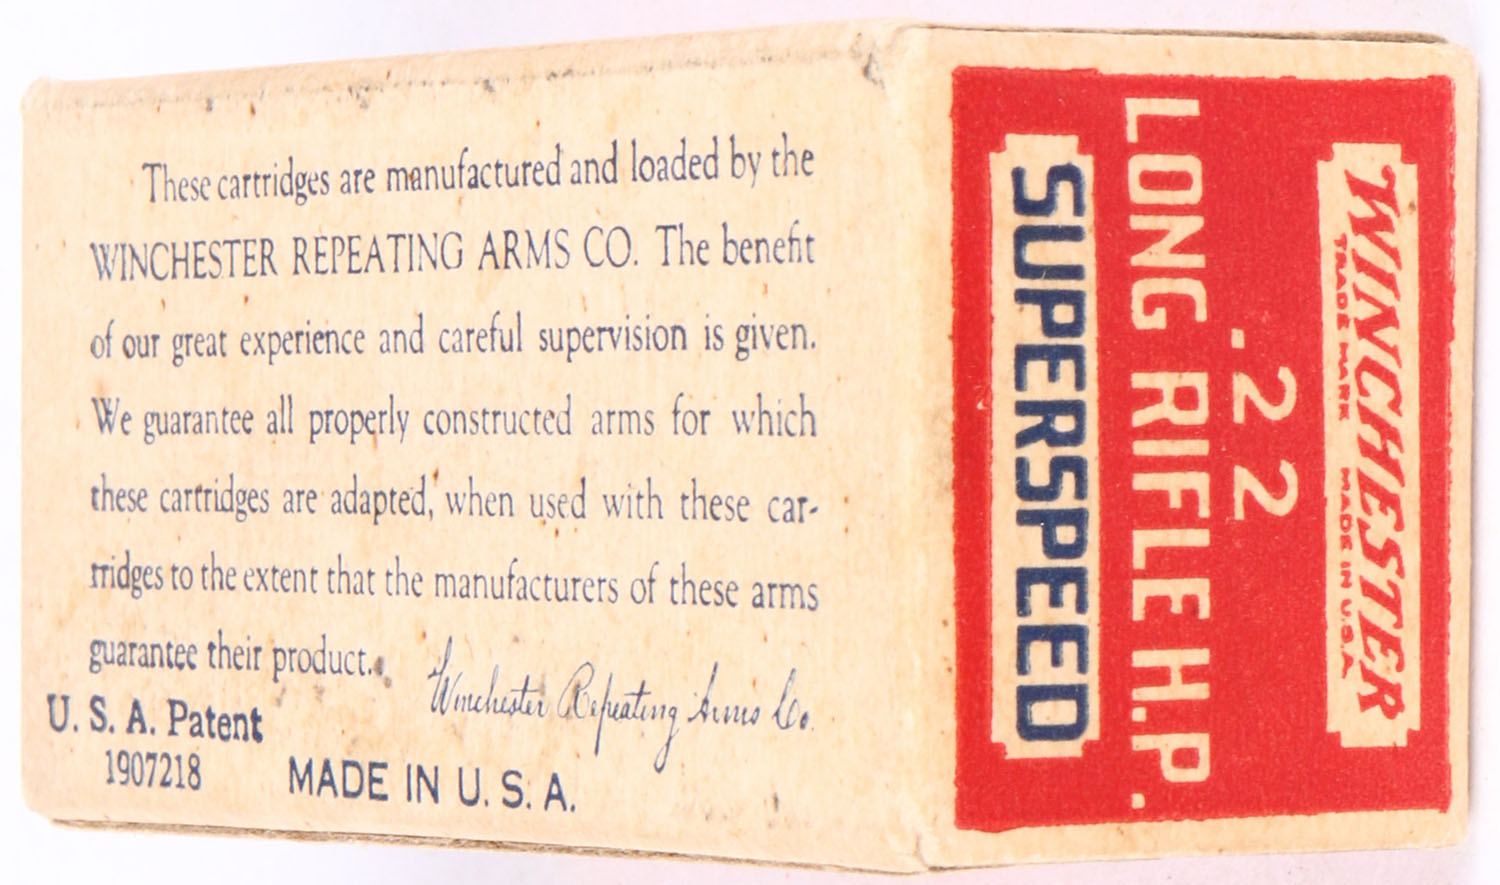 These cartridges are manufactured and loaded by the
WINCHESTER REPEATING ARMS CO. The benefit
of our great experience and careful supervision is given.
We guarantee all properly constructed arms for which
these cartridges are adapted, when used with these car-
tridges to the extent that the manufacturers of these arms
guarantee their product.
Winchester Repeating Arms Co.
U. S. A. Patent
1907218
MADE IN U. S. A.
WINCHESTER
TRADE MARK MADE IN U.S.A.
.22
LONG RIFLE H.P.
SUPERSPEED